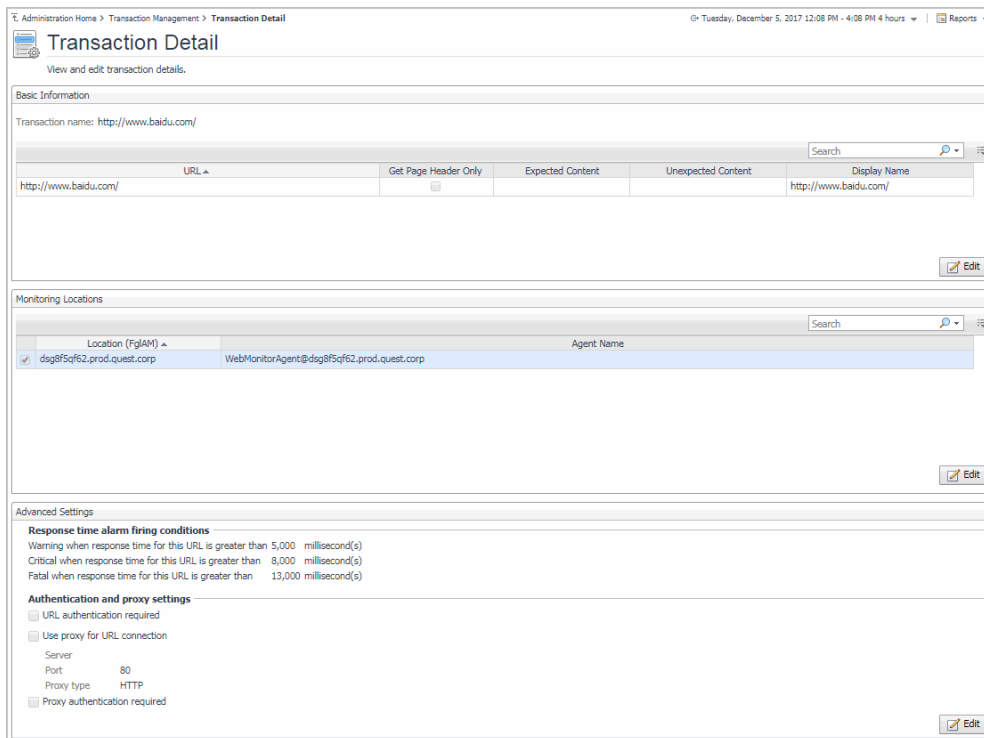 Administration Home > Transaction Management > Transaction Detail
Tuesday, December 5, 2017 12:08 PM - 4:08 PM 4 hours
Reports
Transaction Detail
View and edit transaction details.
Basic Information
Transaction name: http://www.baidu.com/
Search
URL Get Page Header Only Expected Content Unexpected Content Display Name
http://www.baidu.com/ http://www.baidu.com/
Edit
Monitoring Locations
Search
Location (FglAM) Agent Name
dsg8f5qf62.prod.quest.corp WebMonitorAgent@dsg8f5qf62.prod.quest.corp
Edit
Advanced Settings
Response time alarm firing conditions
Warning when response time for this URL is greater than 5,000 millisecond(s)
Critical when response time for this URL is greater than 8,000 millisecond(s)
Fatal when response time for this URL is greater than 13,000 millisecond(s)
Authentication and proxy settings
URL authentication required
Use proxy for URL connection
Server
Port 80
Proxy type HTTP
Proxy authentication required
Edit